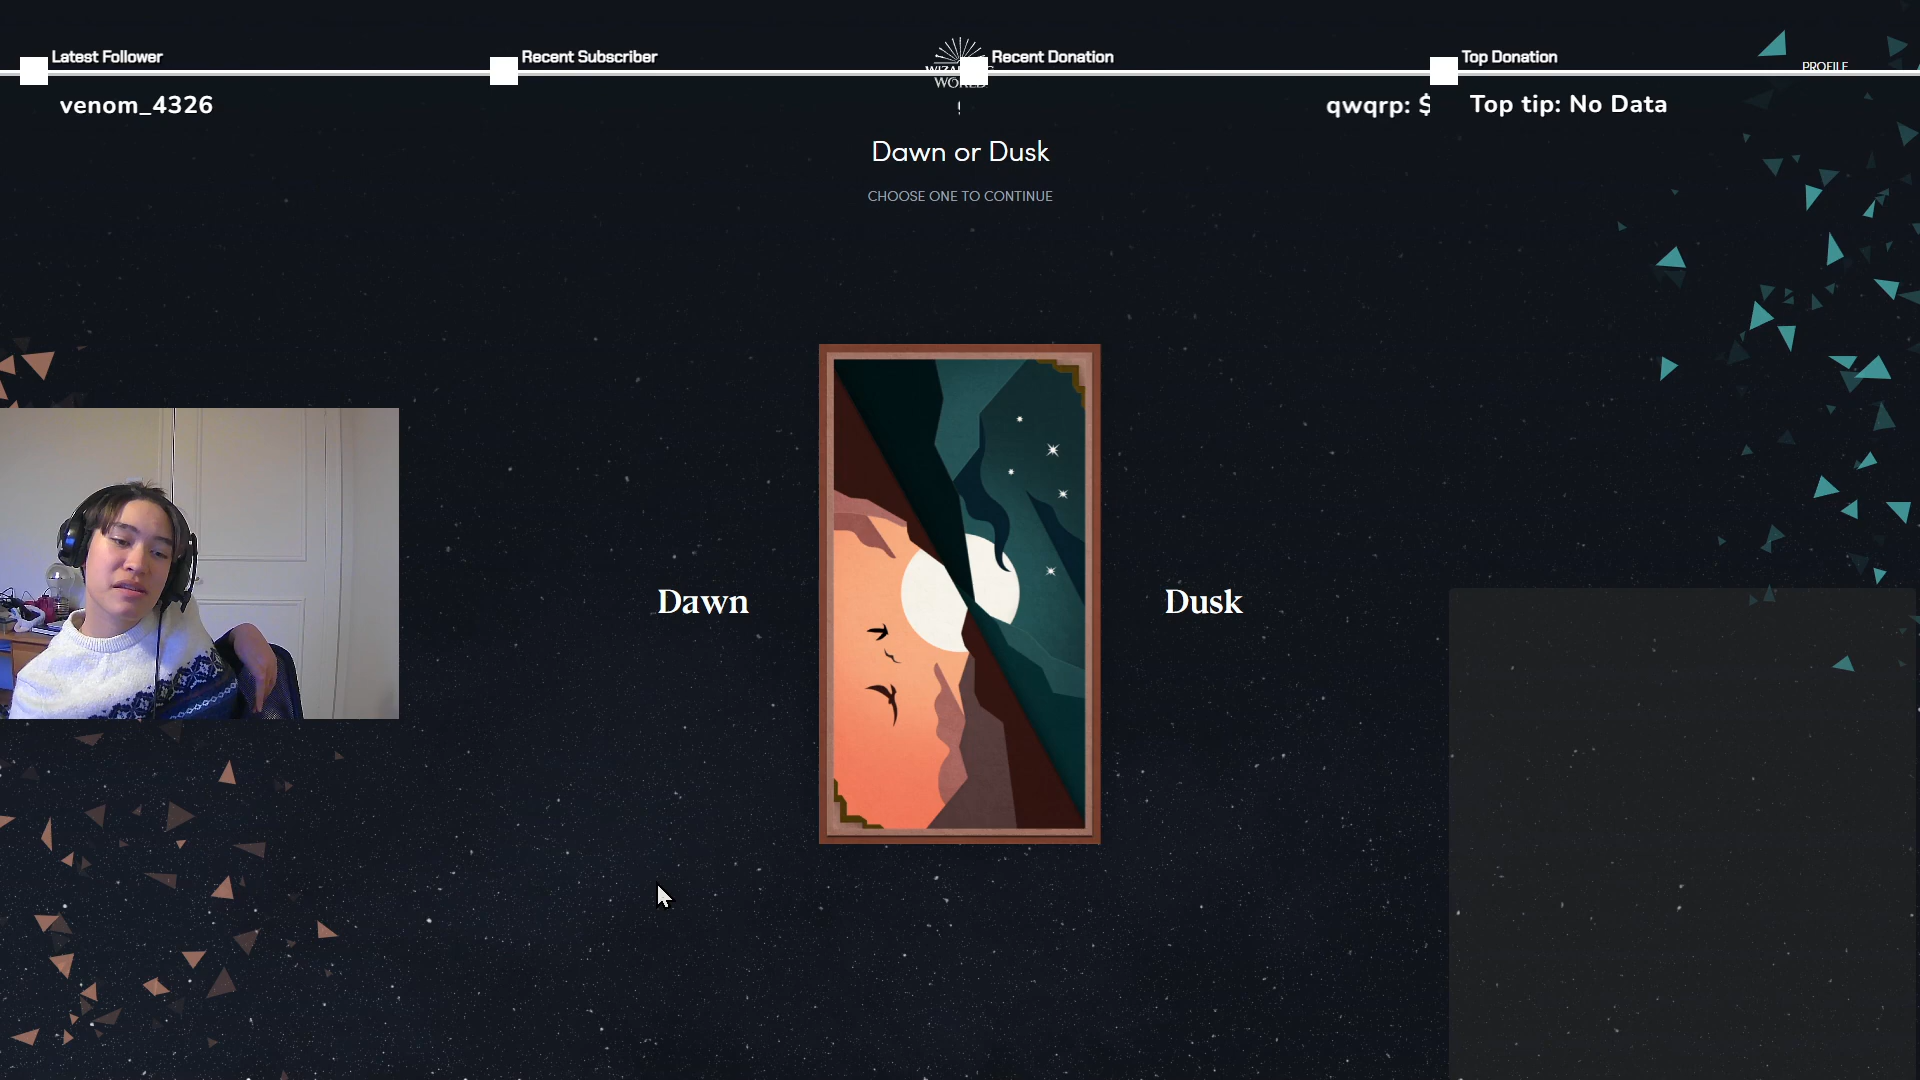 Latest Follower
Recent Subscriber
Recent Donation
Top Donation
PROFILE
WORLD
venom_4326
qwqrp: $
Top tip: No Data
Dawn or Dusk
CHOOSE ONE TO CONTINUE
Dawn
Dusk